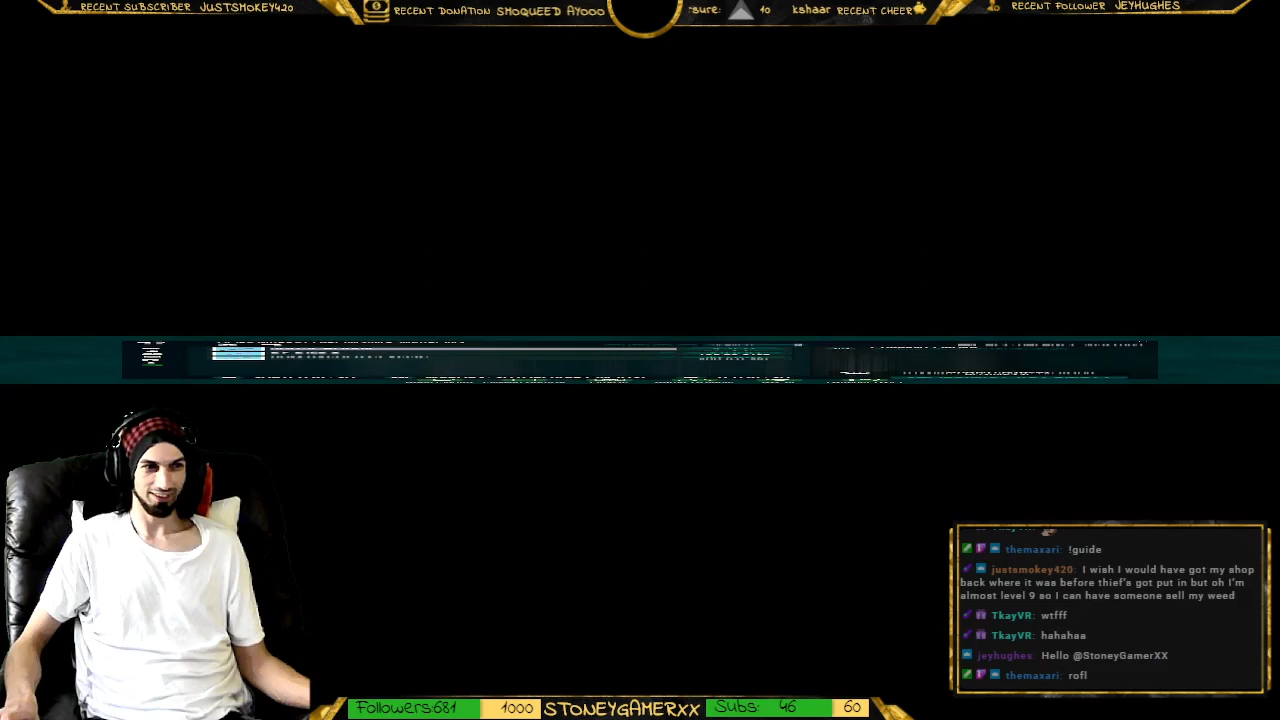 RECENT SUBSCRIBER JUSTSMOKEY420
RECENT DONATION SMOQUEED AYOOO
sure: 10 kshaar RECENT CHEER
RECENT FOLLOWER JEYHUGHES
themaxari: !guide
justsmokey420: I wish I would have got my shop
back where it was before thief's got put in but oh I'm
almost level 9 so I can have someone sell my weed
TkayVR: wtfff
TkayVR: hahahaa
jeyhughes: Hello @StoneyGamerXX
themaxari: rofl
Followers:681 1000 STONEYGAMERXX Subs: 46 60